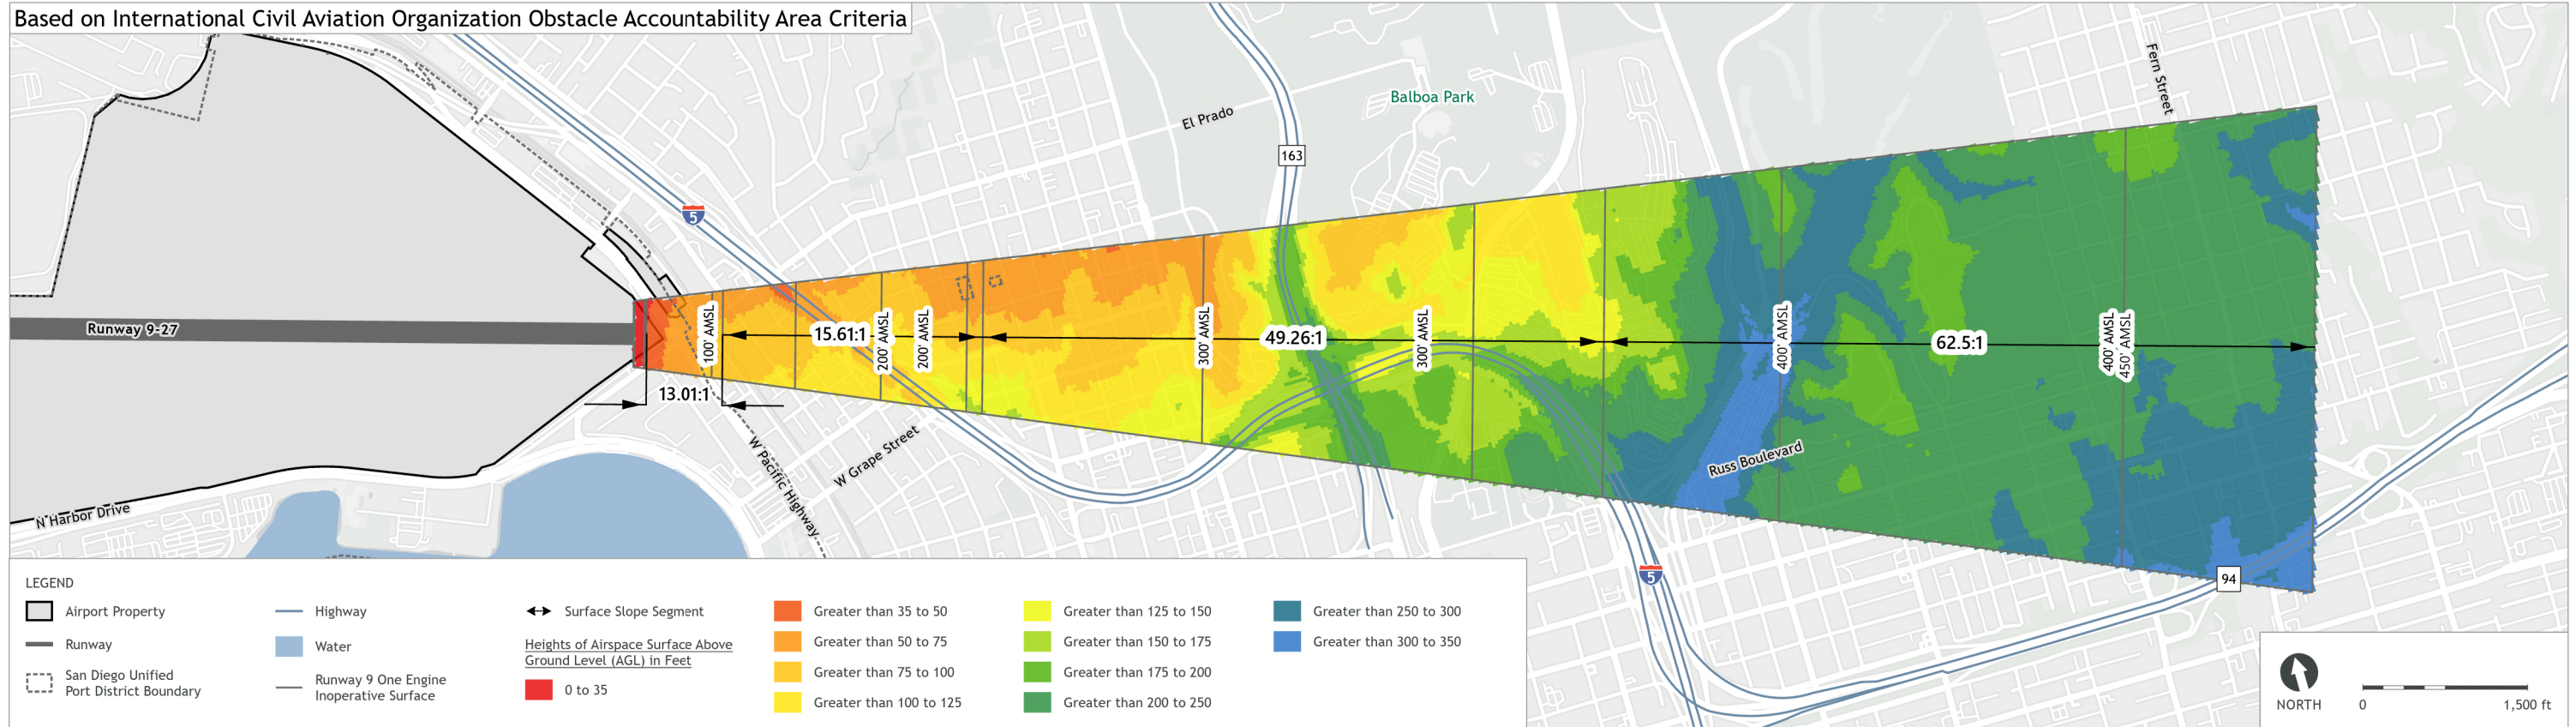 Based on International Civil Aviation Organization Obstacle Accountability Area Criteria
Fern Street
Balboa Park
El Prado
163
5
Runway 9-27
100' AMSL
15.61:1
200' AMSL
200' AMSL
300' AMSL
49.26:1
300' AMSL
400' AMSL
62.5:1
400' AMSL
450' AMSL
13.01:1
W Grape Street
W Pacific Highway
Russ Boulevard
N Harbor Drive
5
94
LEGEND
Airport Property
Runway
San Diego Unified
Port District Boundary
Highway
Water
Runway 9 One Engine
Inoperative Surface
Surface Slope Segment
Heights of Airspace Surface Above
Ground Level (AGL) in Feet
0 to 35
Greater than 35 to 50
Greater than 50 to 75
Greater than 75 to 100
Greater than 100 to 125
Greater than 125 to 150
Greater than 150 to 175
Greater than 175 to 200
Greater than 200 to 250
Greater than 250 to 300
Greater than 300 to 350
NORTH
0
1,500 ft